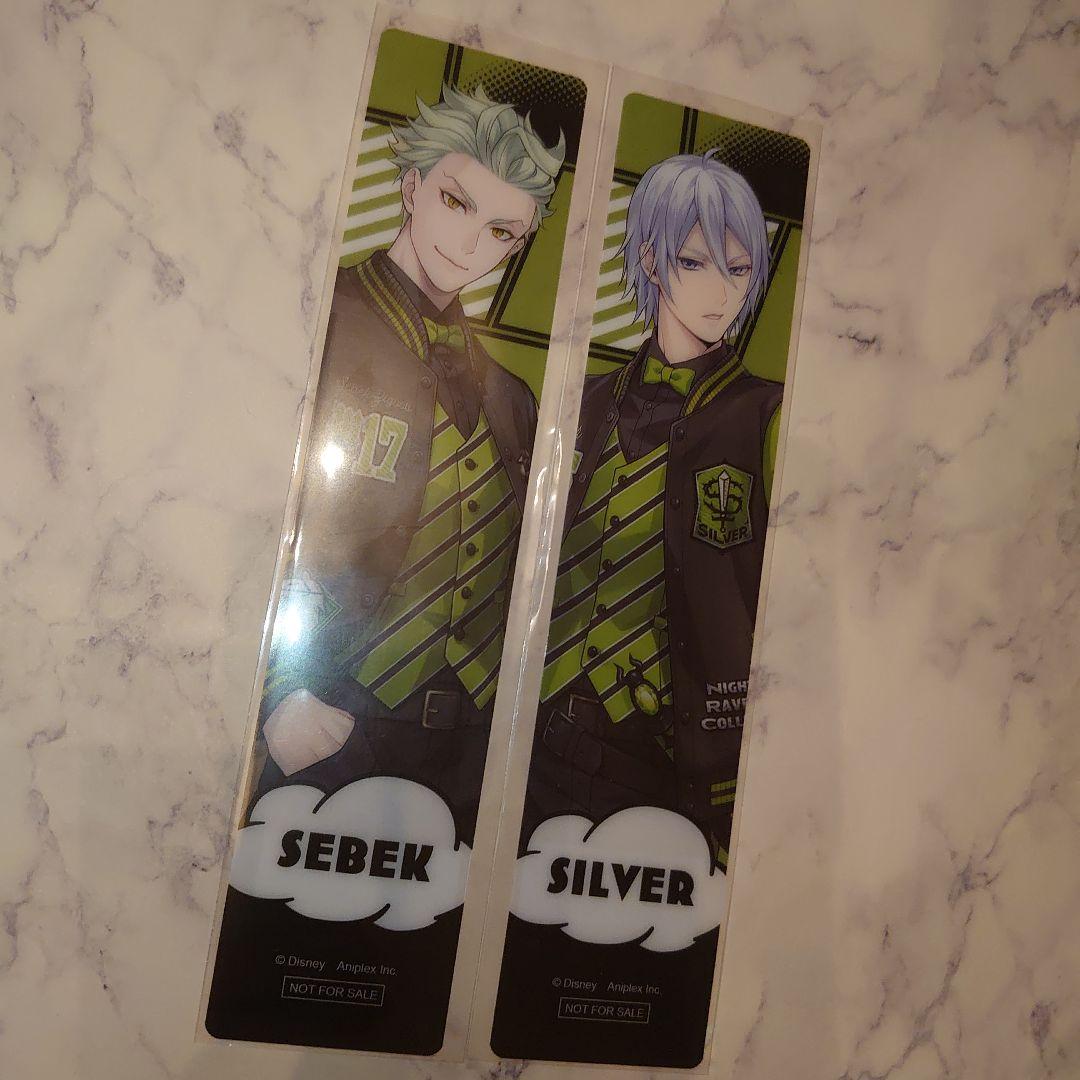 17
SEBEK
© Disney Aniplex Inc.
NOT FOR SALE
S
SILVER
NIGH
RAVE
COLL
SILVER
© Disney Aniplex Inc.
NOT FOR SALE